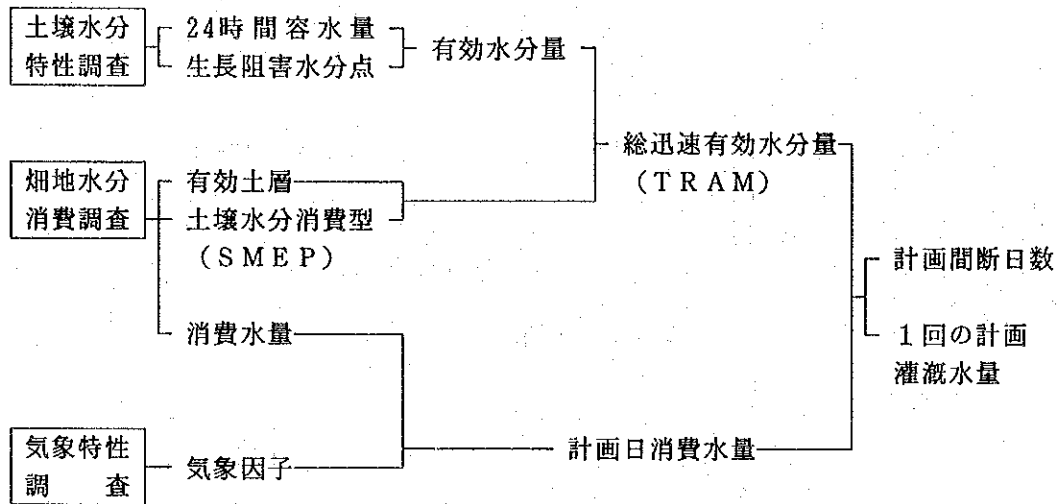 土壌水分
特性調査
24時間容水量
生長阻害水分点
有効水分量
総迅速有効水分量
(TRAM)
畑地水分
消費調査
有効土層
土壌水分消費型
(SMEP)
消費水量
計画間断日数
1回の計画
灌漑水量
気象特性
調査
気象因子
計画日消費水量